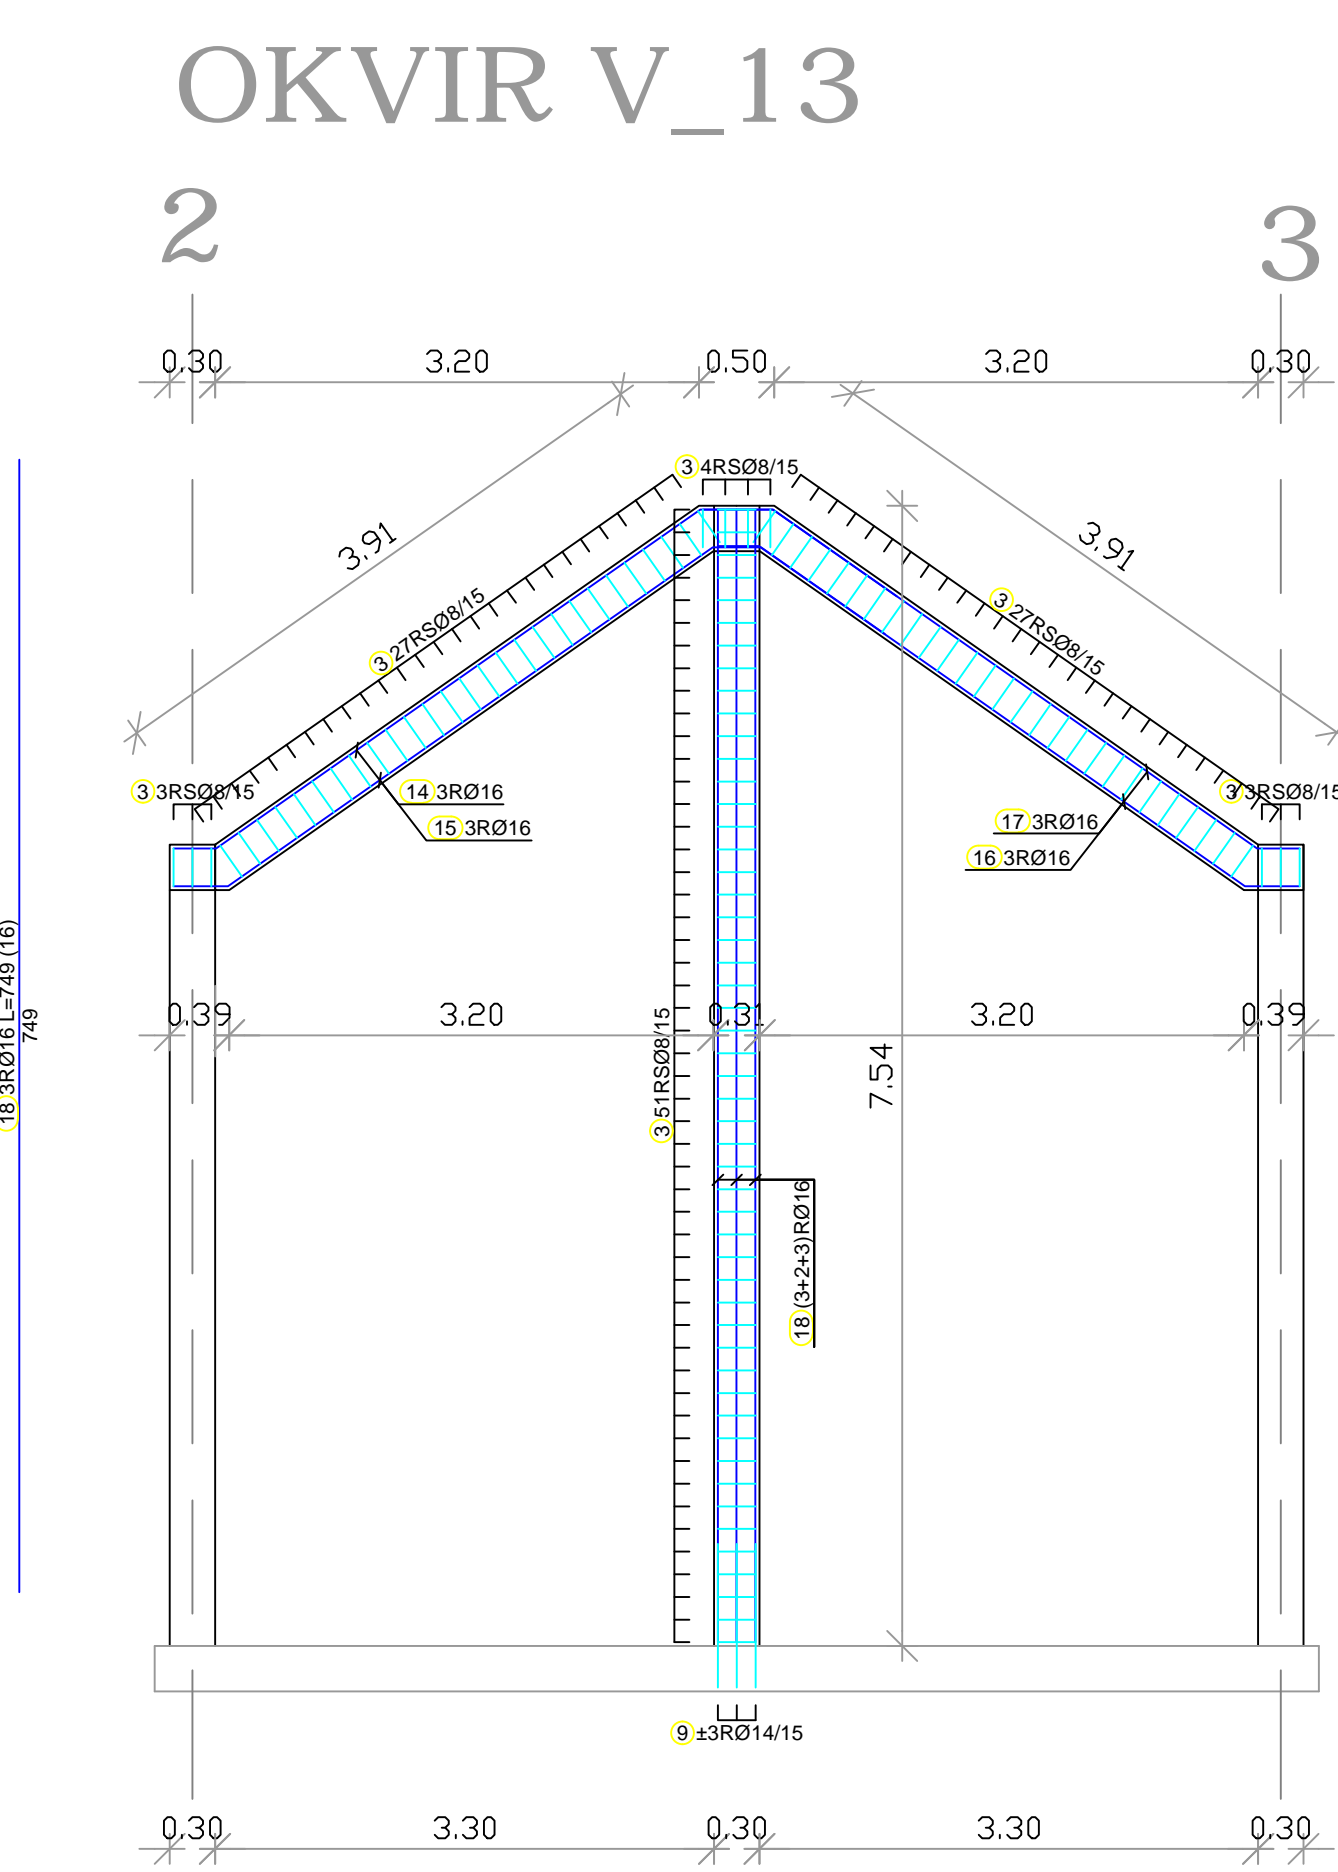 OKVIR V_13
2
3
0.30 3.20 0.50 3.20 0.30
3 4RSØ8/15
3.91
3.91
3 27RSØ8/15
3 27RSØ8/15
3 3RSØ8/15
3 3RSØ8/15
14 3RØ16
15 3RØ16
17 3RØ16
16 3RØ16
18 3RØ16 L=749 (16)
749
0.39 3.20 0.31 3.20 0.39
7.54
3 51RSØ8/15
18 (3+2+3)RØ16
9 ±3RØ14/15
0.30 3.30 0.30 3.30 0.30